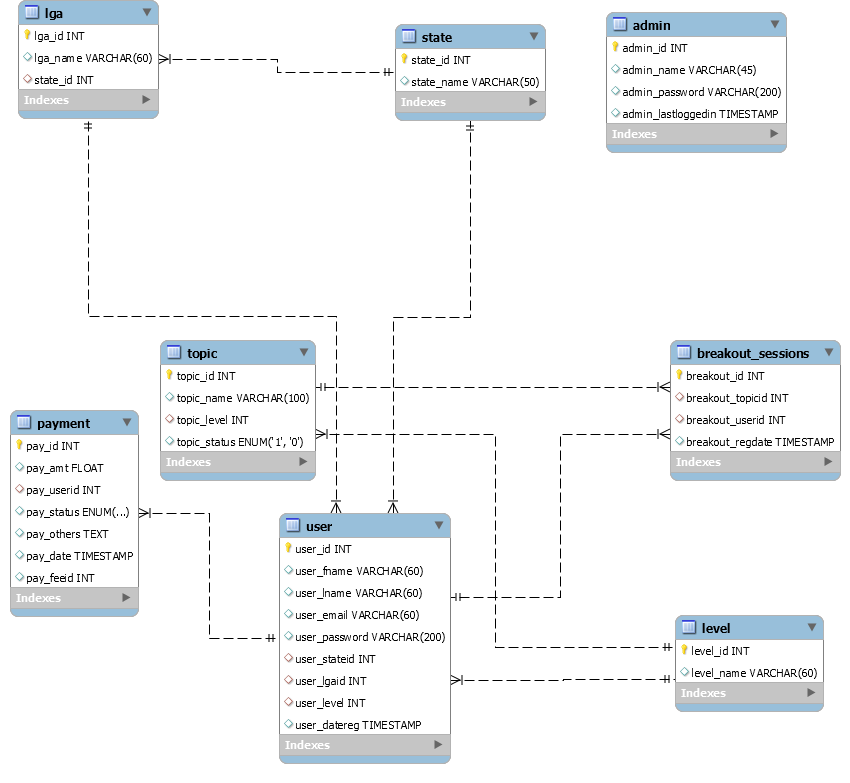 lga
lga_id INT
lga_name VARCHAR(60)
state_id INT
Indexes
state
state_id INT
state_name VARCHAR(50)
Indexes
admin
admin_id INT
admin_name VARCHAR(45)
admin_password VARCHAR(200)
admin_lastloggedin TIMESTAMP
Indexes
topic
topic_id INT
topic_name VARCHAR(100)
topic_level INT
topic_status ENUM('1', '0')
Indexes
breakout_sessions
breakout_id INT
breakout_topicid INT
breakout_userid INT
breakout_regdate TIMESTAMP
Indexes
payment
pay_id INT
pay_amt FLOAT
pay_userid INT
pay_status ENUM(...)
pay_others TEXT
pay_date TIMESTAMP
pay_feeid INT
Indexes
user
user_id INT
user_fname VARCHAR(60)
user_lname VARCHAR(60)
user_email VARCHAR(60)
user_password VARCHAR(200)
user_stateid INT
user_lgaid INT
user_level INT
user_datereg TIMESTAMP
Indexes
level
level_id INT
level_name VARCHAR(60)
Indexes